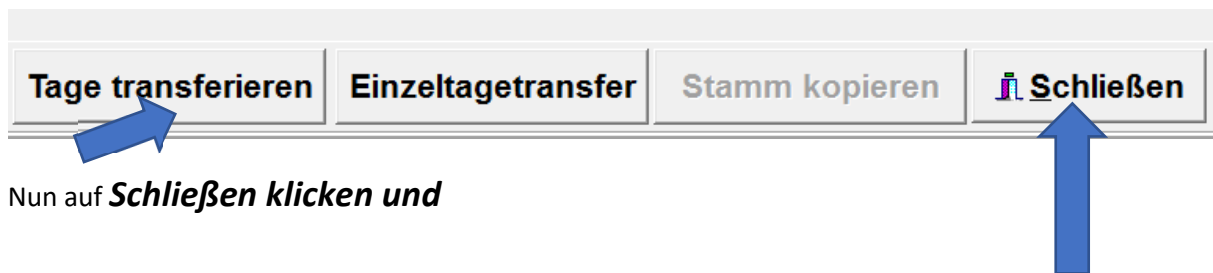 Tage transferieren Einzeltagetransfer Stamm kopieren Schließen
Nun auf Schließen klicken und